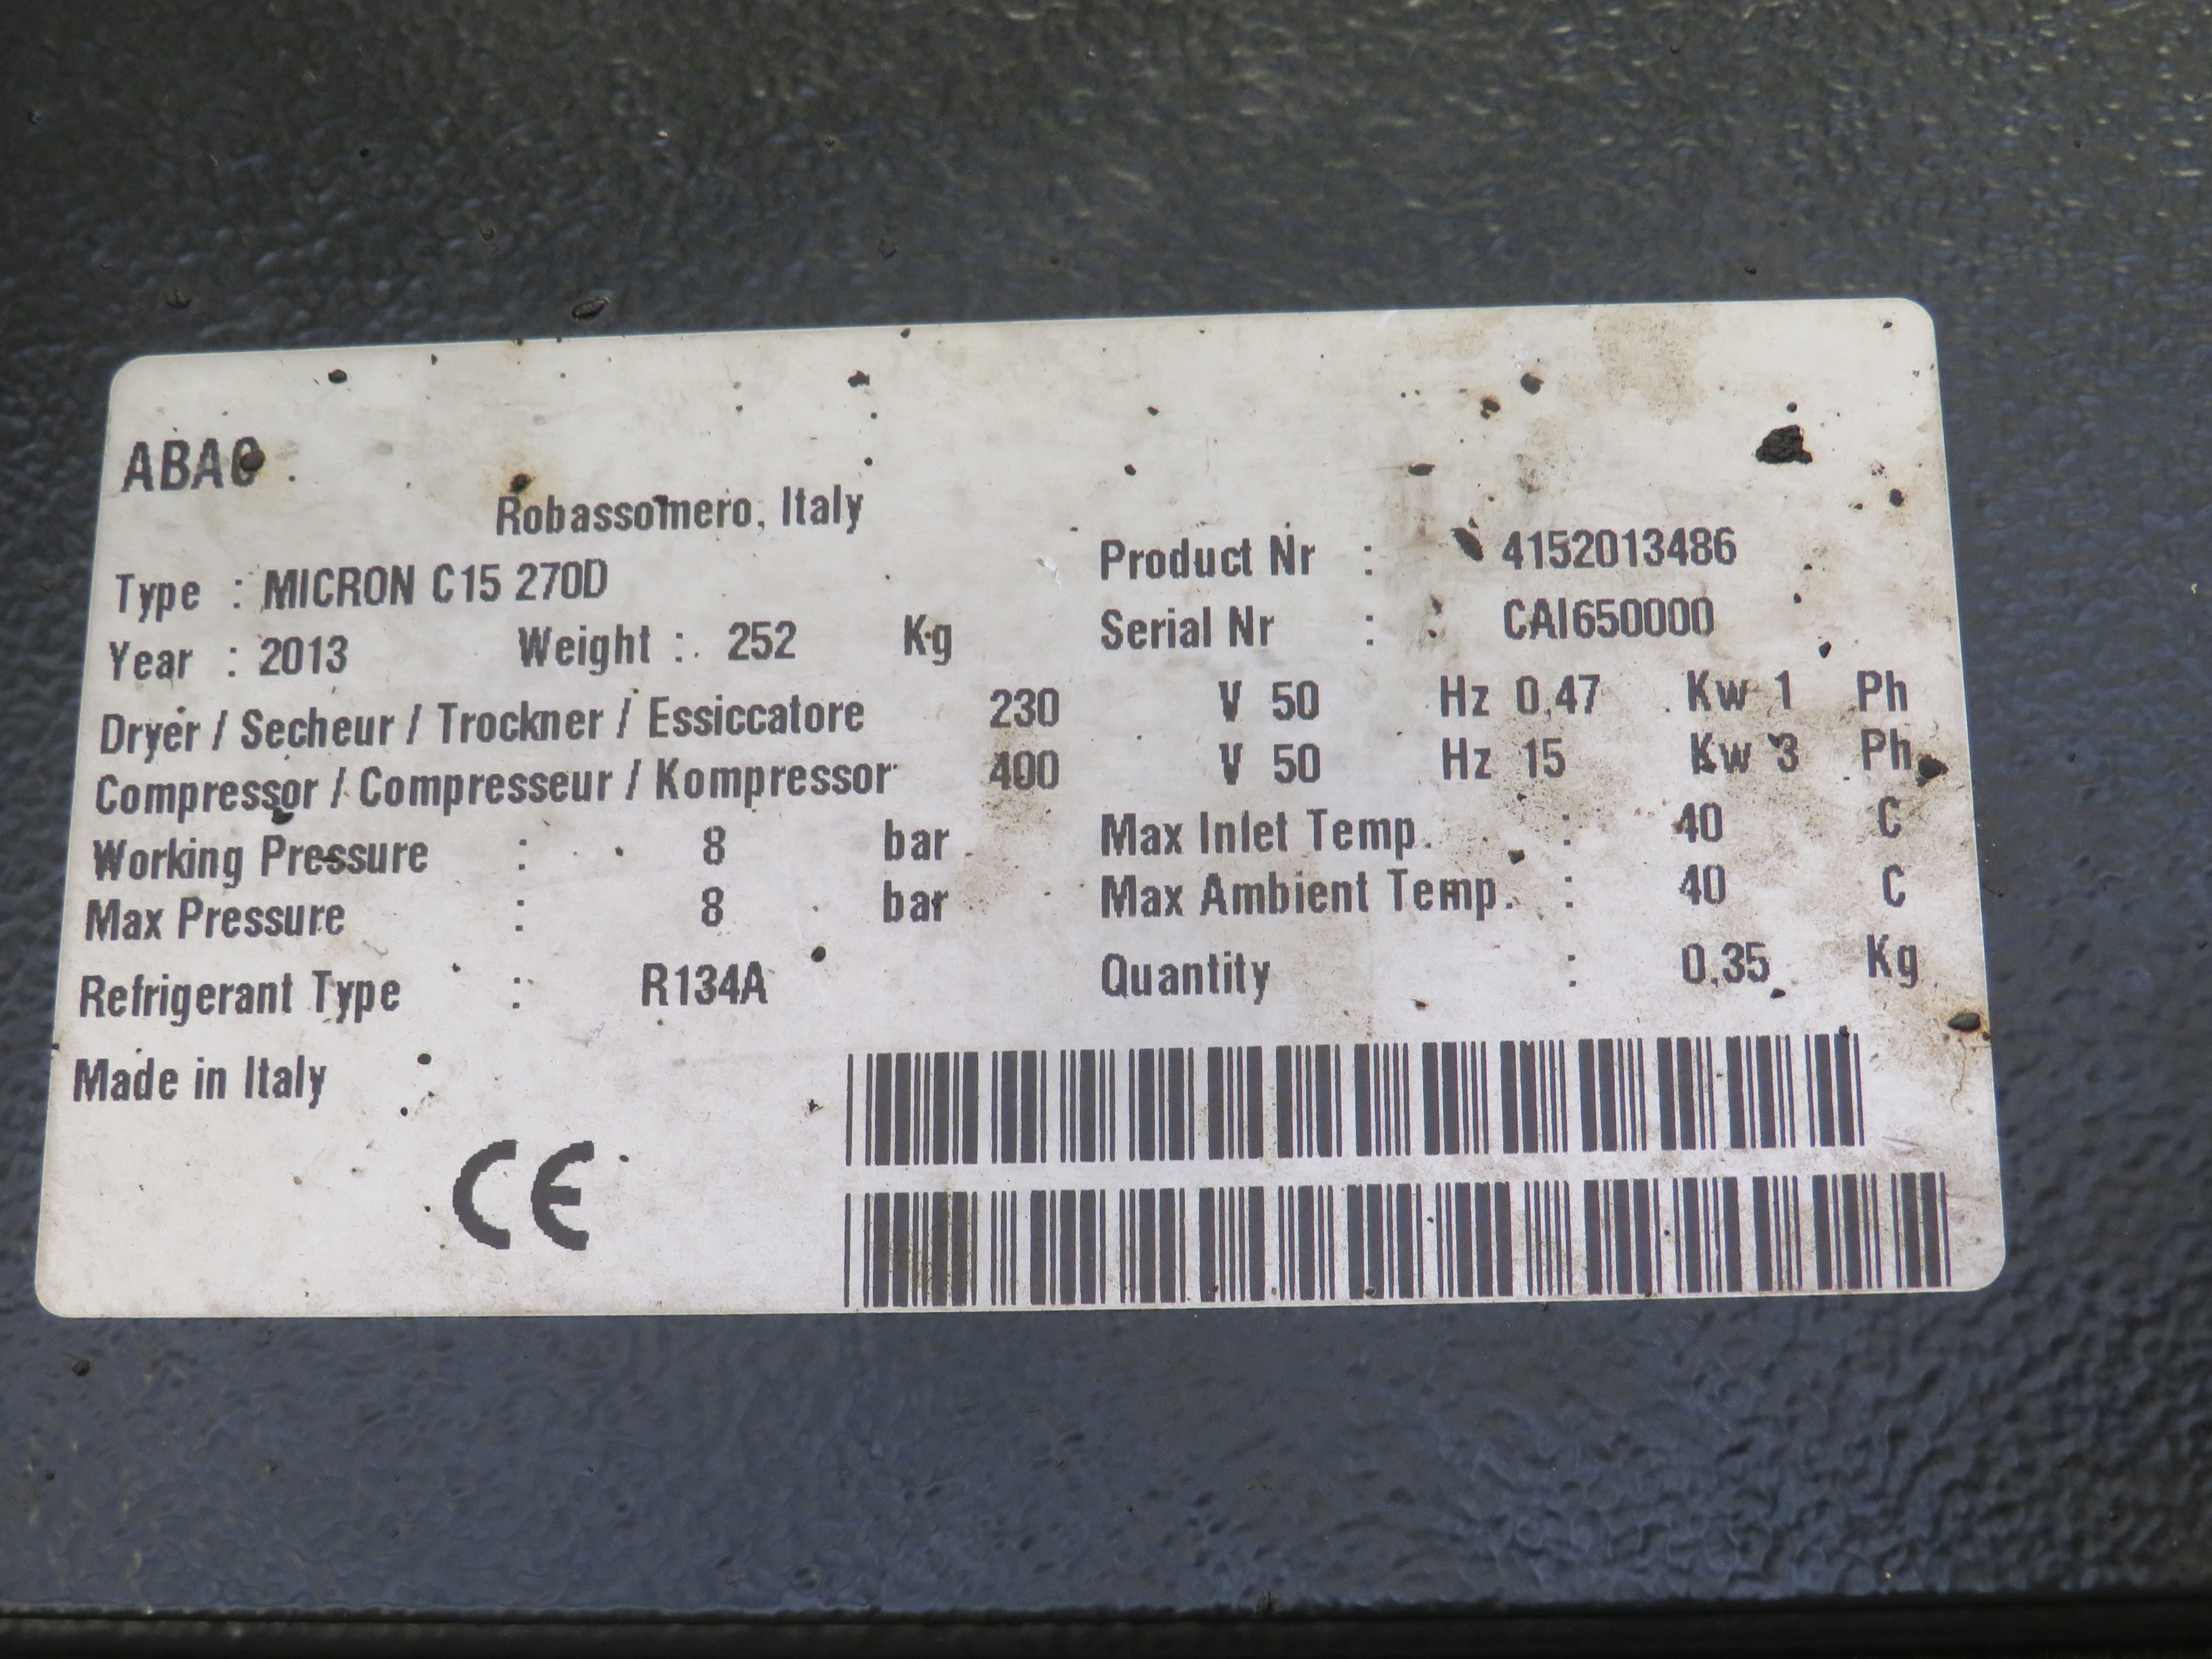 ABAC
Robassomero, Italy
Type : MICRON C15 270D
Product Nr : 4152013486
Year : 2013 Weight : 252 Kg
Serial Nr : CAI650000
Dryer / Secheur / Trockner / Essiccatore 230 V 50 Hz 0,47 Kw 1 Ph
Compressor / Compresseur / Kompressor 400 V 50 Hz 15 Kw 3 Ph
Working Pressure : 8 bar Max Inlet Temp. : 40 C
Max Pressure : 8 bar Max Ambient Temp. : 40 C
Refrigerant Type : R134A Quantity : 0,35 Kg
Made in Italy
CE